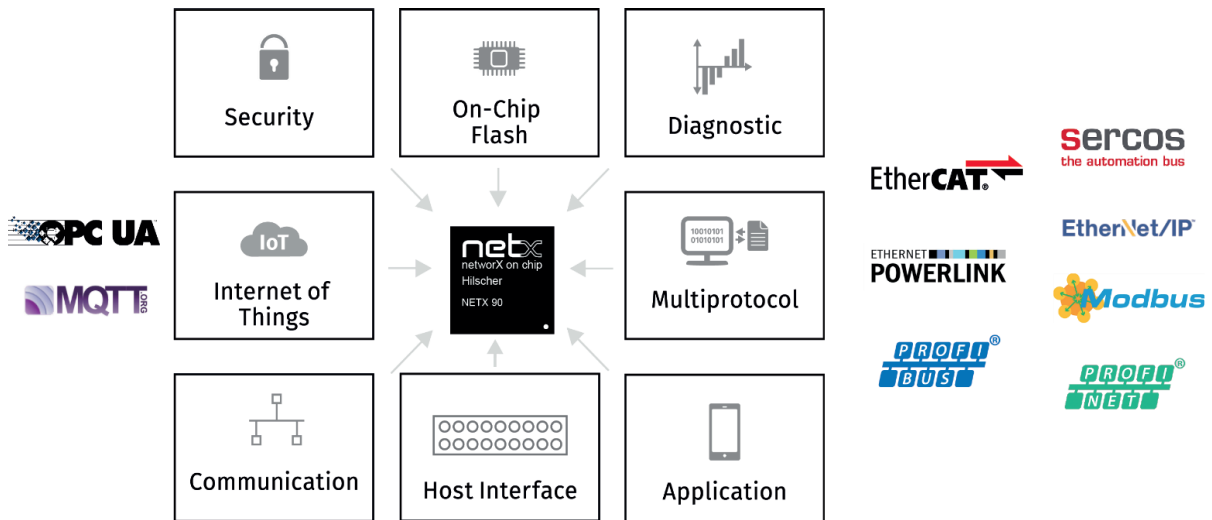 Security
On-Chip
Flash
Diagnostic
OPC UA
MQTT.ORG
IoT
Internet of
Things
netx
networX on chip
Hilscher
NETX 90
10010101
01010101
Multiprotocol
Communication
Host Interface
Application
EtherCAT®
sercos
the automation bus
ETHERNET
POWERLINK
EtherNet/IP™
Modbus
PROFI®
BUS
PROFI®
NET